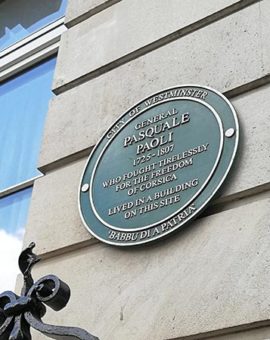 CITY OF WESTMINSTER
GENERAL
PASQUALE
PAOLI
1725-1807
WHO FOUGHT TIRELESSLY
FOR THE FREEDOM
OF CORSICA
LIVED IN A BUILDING
ON THIS SITE
'BABBU DI A PATRIA'